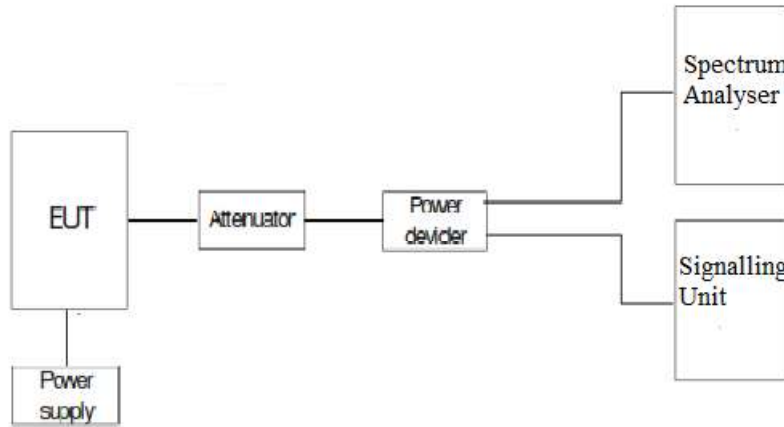 Spectrum
Analyser
EUT
Attenuator
Power
devider
Signalling
Unit
Power
supply